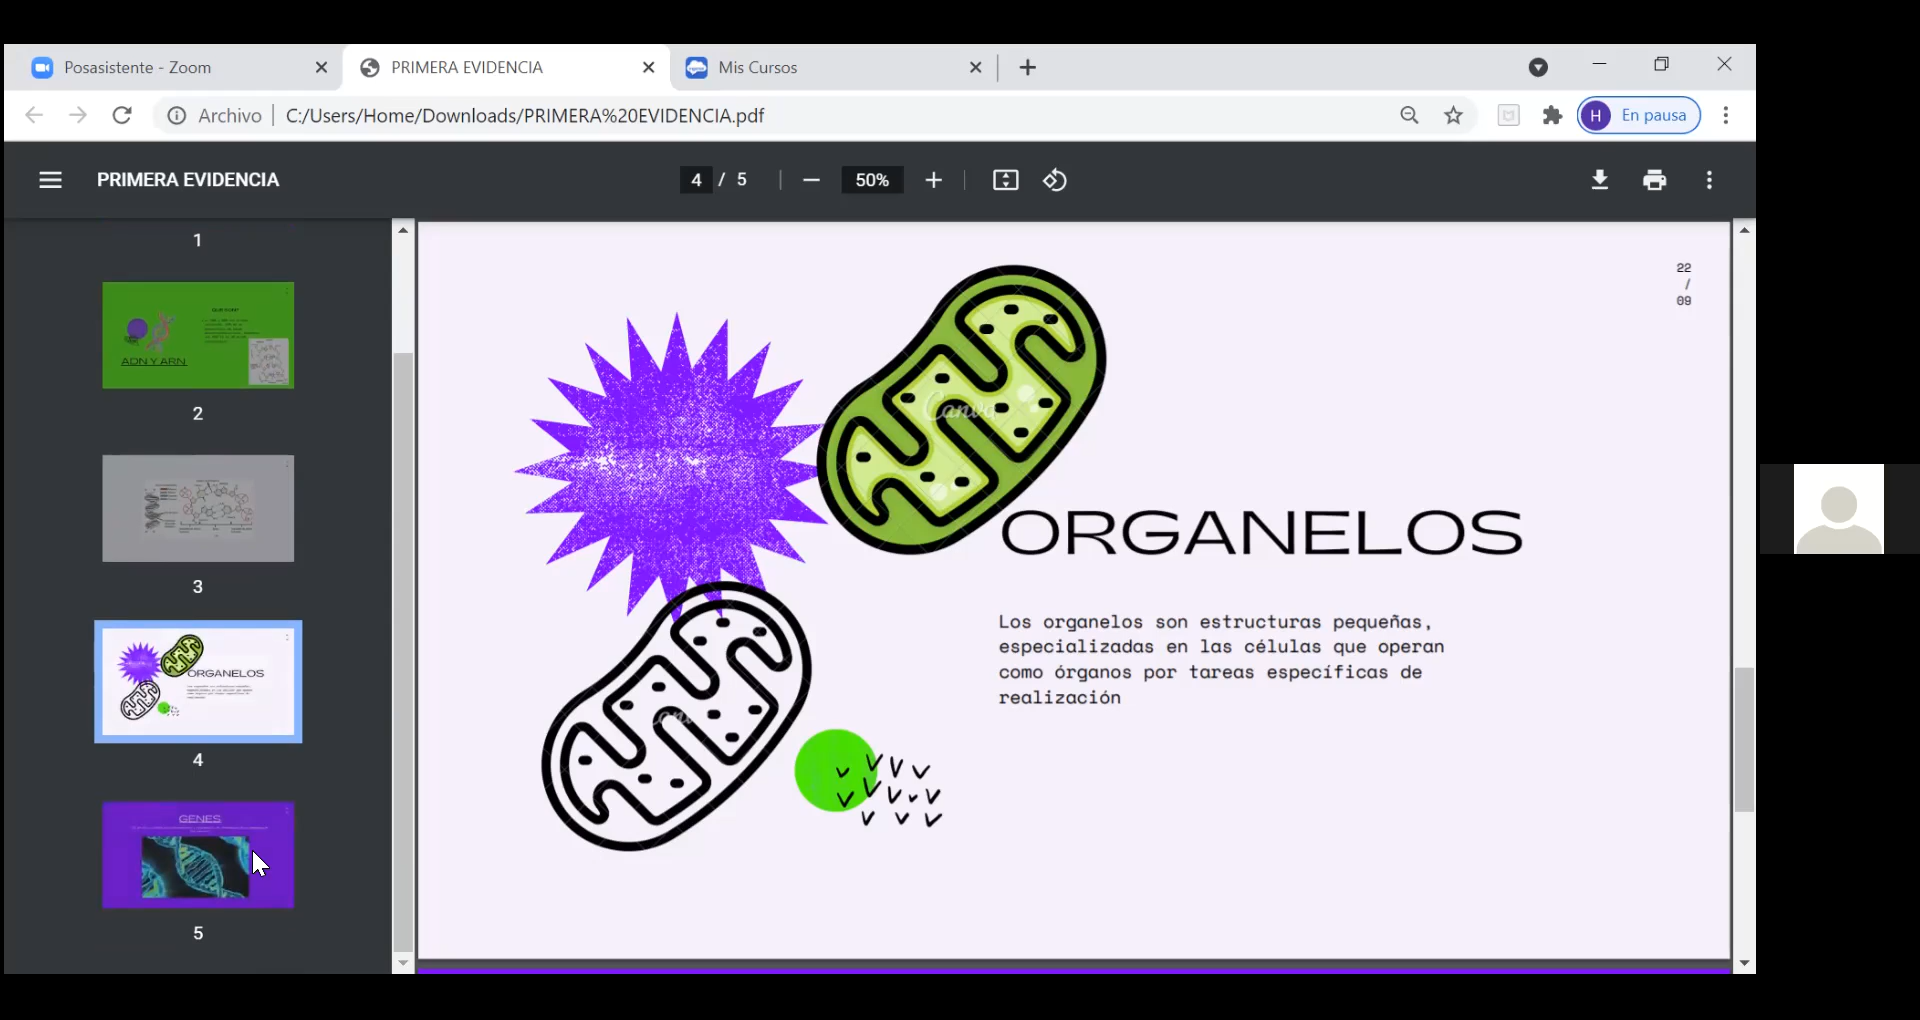 Posasistente - Zoom
PRIMERA EVIDENCIA
Mis Cursos
Archivo
C:/Users/Home/Downloads/PRIMERA%20EVIDENCIA.pdf
H
En pausa
PRIMERA EVIDENCIA
4 / 5
50%
1
ADN Y ARN
2
3
ORGANELOS
4
GENES
5
22
/
09
Canva
ORGANELOS
Los organelos son estructuras pequeñas,
especializadas en las células que operan
como órganos por tareas específicas de
realización